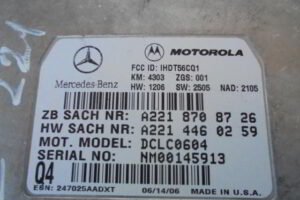 221
Mercedes-Benz
MOTOROLA
FCC ID: IHDT56CQ1
KM: 4303 ZGS: 001
HW: 1206 SW: 2505 NAD: 2105
ZB SACH NR: A221 870 87 26
HW SACH NR: A221 446 02 59
MOT. MODEL: DCLC0604
SERIAL NO: NM00145913
Q4
ESN: 247025AADXT 06/14/06